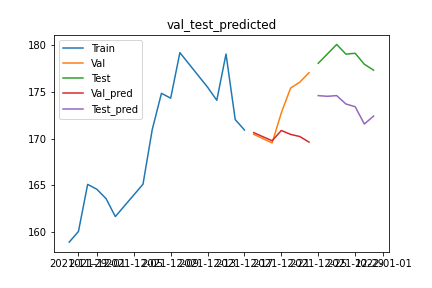 val_test_predicted
180
175
170
165
160
Train
Val
Test
Val_pred
Test_pred